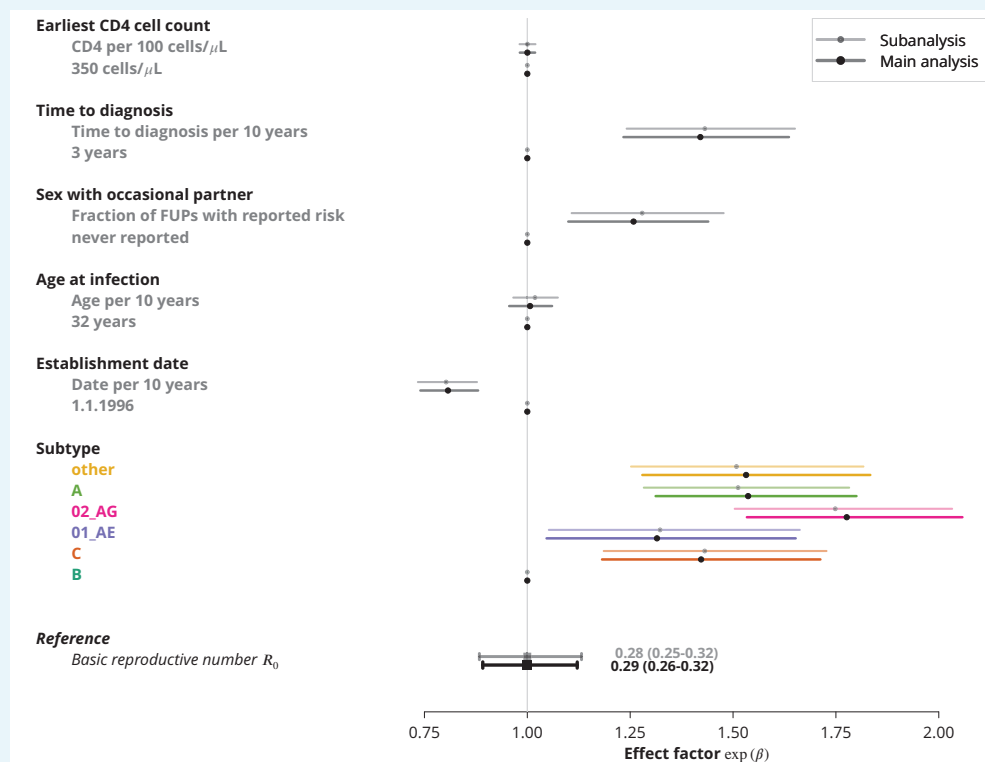 Earliest CD4 cell count
CD4 per 100 cells/μL
350 cells/μL
Subanalysis
Main analysis
Time to diagnosis
Time to diagnosis per 10 years
3 years
Sex with occasional partner
Fraction of FUPs with reported risk
never reported
Age at infection
Age per 10 years
32 years
Establishment date
Date per 10 years
1.1.1996
Subtype
other
A
02_AG
01_AE
C
B
Reference
Basic reproductive number R₀
0.28 (0.25-0.32)
0.29 (0.26-0.32)
0.75 1.00 1.25 1.50 1.75 2.00
Effect factor exp (β)